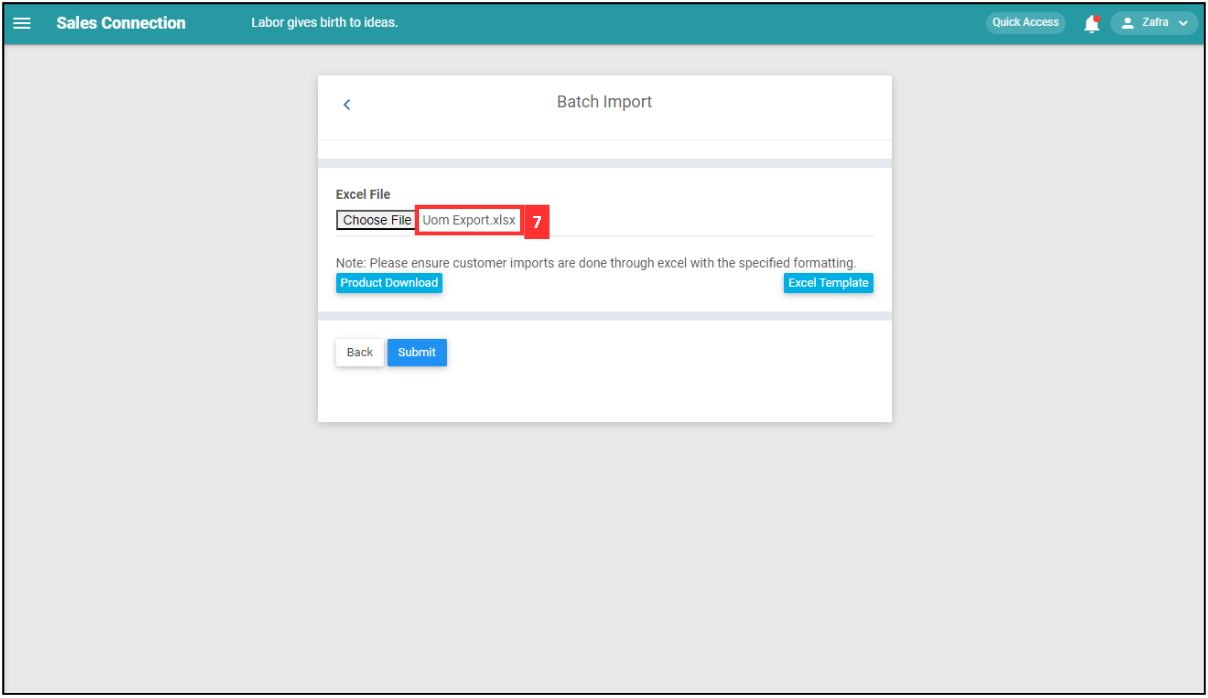 Sales Connection Labor gives birth to ideas. Quick Access Zafra
Batch Import
Excel File
Choose File Uom Export.xlsx 7
Note: Please ensure customer imports are done through excel with the specified formatting.
Product Download Excel Template
Back Submit